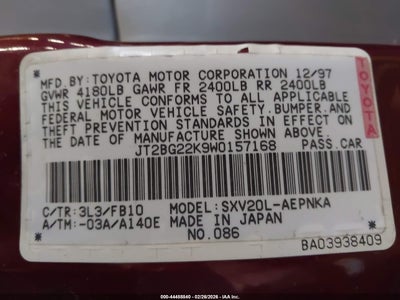 MFD.BY:TOYOTA MOTOR CORPORATION 12/97
GVWR 4180LB GAWR FR 2400LB RR 2400LB
THIS VEHICLE CONFORMS TO ALL APPLICABLE
FEDERAL MOTOR VEHICLE SAFETY,BUMPER,AND
THEFT PREVENTION STANDARDS IN EFFECT ON
THE DATE OF MANUFACTURE SHOWN ABOVE.
JT2BG22K9W0157168 PASS.CAR
TOYOTA
C/TR:3L3/FB10 MODEL:SXV20L-AEPNKA
A/TM:-03A/A140E MADE IN JAPAN
NO.086
BA03938409
000-44458840 - 02/26/2026 - IAA Inc.